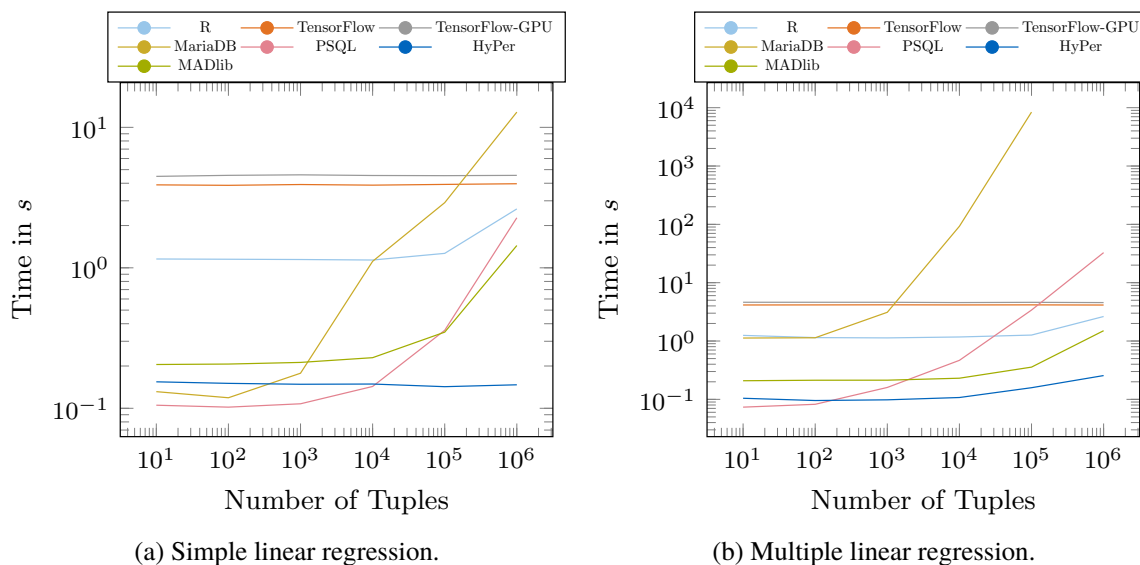 R TensorFlow TensorFlow-GPU
MariaDB PSQL HyPer
MADlib
10^1
10^0
10^−1
Time in s
10^1 10^2 10^3 10^4 10^5 10^6
Number of Tuples
(a) Simple linear regression.
R TensorFlow TensorFlow-GPU
MariaDB PSQL HyPer
MADlib
10^4
10^3
10^2
10^1
10^0
10^−1
Time in s
10^1 10^2 10^3 10^4 10^5 10^6
Number of Tuples
(b) Multiple linear regression.